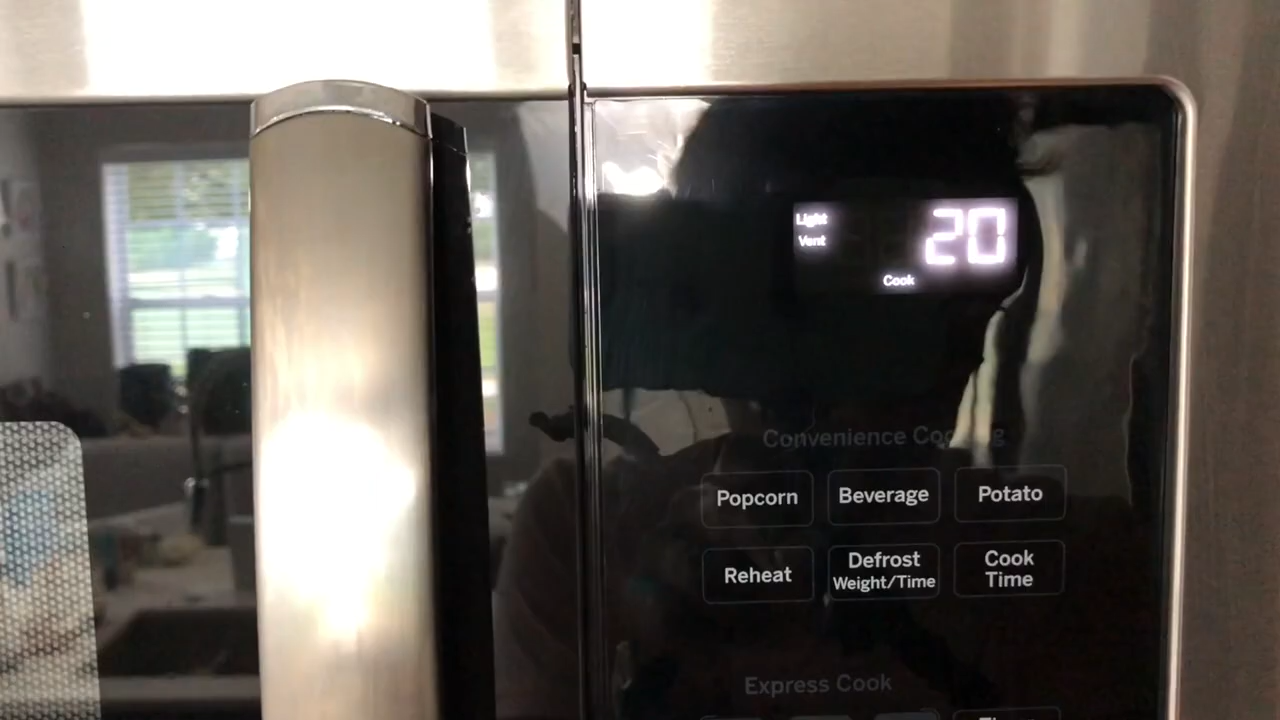 Light
Vent
20
Cook
Convenience Cooking
Popcorn
Beverage
Potato
Reheat
Defrost
Weight/Time
Cook
Time
Express Cook